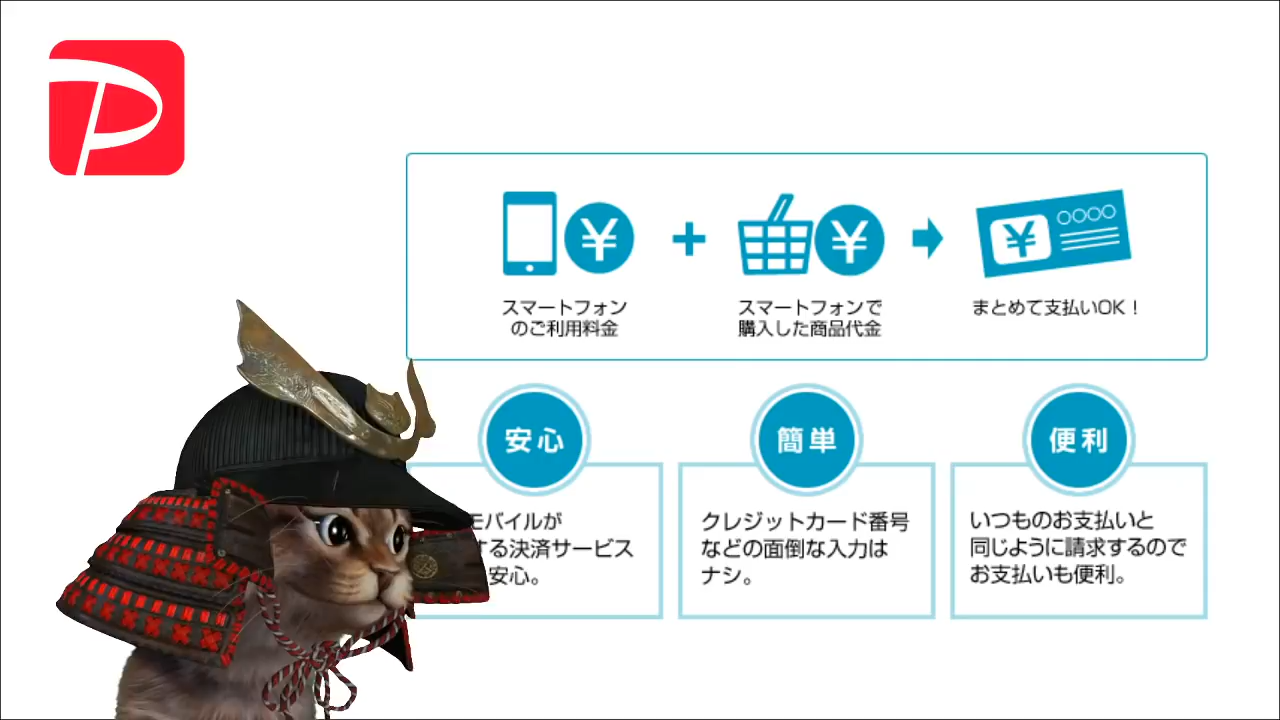 スマートフォン
のご利用料金
スマートフォンで
購入した商品代金
まとめて支払いOK!
安心
簡単
便利
モバイルが
する決済サービス
安心。
クレジットカード番号
などの面倒な入力は
ナシ。
いつものお支払いと
同じように請求するので
お支払いも便利。